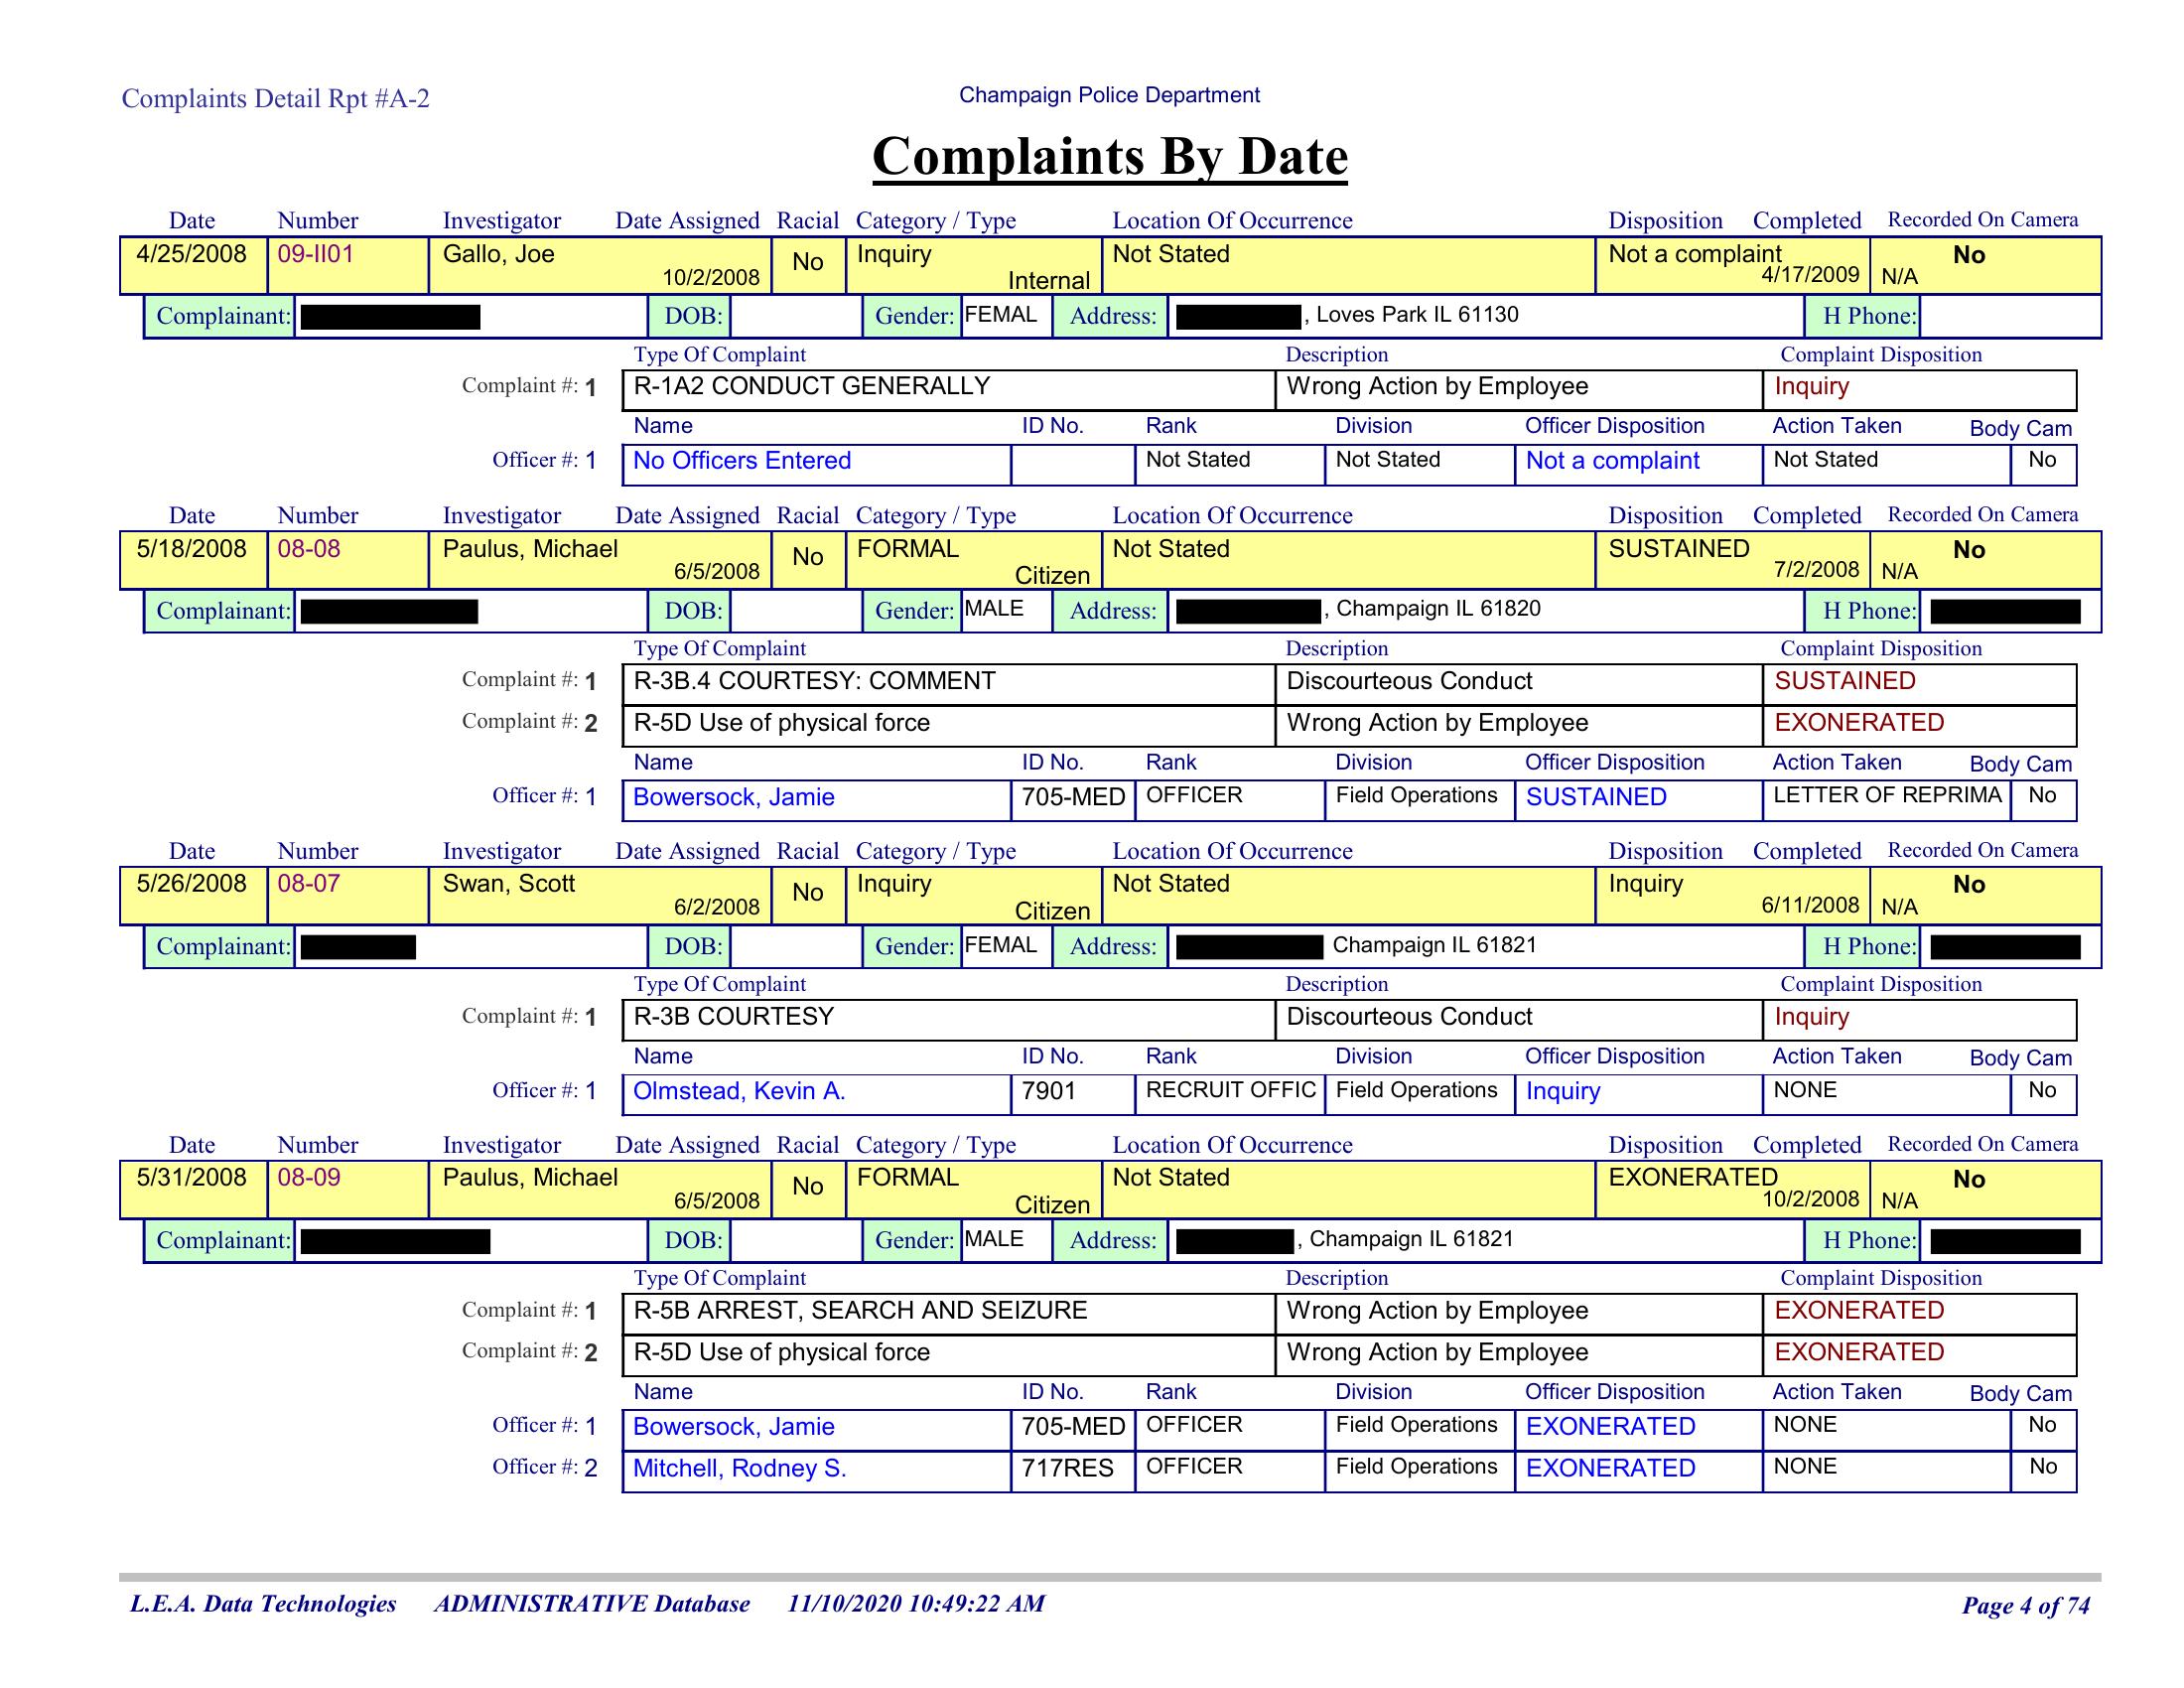 Complaints Detail Rpt #A-2
Champaign Police Department
Complaints By Date
Date Number Investigator Date Assigned Racial Category / Type Location Of Occurrence Disposition Completed Recorded On Camera
4/25/2008 09-II01 Gallo, Joe 10/2/2008 No Inquiry Internal Not Stated Not a complaint 4/17/2009 N/A No
Complainant: DOB: Gender: FEMAL Address: , Loves Park IL 61130 H Phone:
Type Of Complaint Description Complaint Disposition
Complaint #: 1 R-1A2 CONDUCT GENERALLY Wrong Action by Employee Inquiry
Name ID No. Rank Division Officer Disposition Action Taken Body Cam
Officer #: 1 No Officers Entered Not Stated Not Stated Not a complaint Not Stated No
Date Number Investigator Date Assigned Racial Category / Type Location Of Occurrence Disposition Completed Recorded On Camera
5/18/2008 08-08 Paulus, Michael 6/5/2008 No FORMAL Citizen Not Stated SUSTAINED 7/2/2008 N/A No
Complainant: DOB: Gender: MALE Address: , Champaign IL 61820 H Phone:
Type Of Complaint Description Complaint Disposition
Complaint #: 1 R-3B.4 COURTESY: COMMENT Discourteous Conduct SUSTAINED
Complaint #: 2 R-5D Use of physical force Wrong Action by Employee EXONERATED
Name ID No. Rank Division Officer Disposition Action Taken Body Cam
Officer #: 1 Bowersock, Jamie 705-MED OFFICER Field Operations SUSTAINED LETTER OF REPRIMA No
Date Number Investigator Date Assigned Racial Category / Type Location Of Occurrence Disposition Completed Recorded On Camera
5/26/2008 08-07 Swan, Scott 6/2/2008 No Inquiry Citizen Not Stated Inquiry 6/11/2008 N/A No
Complainant: DOB: Gender: FEMAL Address: Champaign IL 61821 H Phone:
Type Of Complaint Description Complaint Disposition
Complaint #: 1 R-3B COURTESY Discourteous Conduct Inquiry
Name ID No. Rank Division Officer Disposition Action Taken Body Cam
Officer #: 1 Olmstead, Kevin A. 7901 RECRUIT OFFIC Field Operations Inquiry NONE No
Date Number Investigator Date Assigned Racial Category / Type Location Of Occurrence Disposition Completed Recorded On Camera
5/31/2008 08-09 Paulus, Michael 6/5/2008 No FORMAL Citizen Not Stated EXONERATED 10/2/2008 N/A No
Complainant: DOB: Gender: MALE Address: , Champaign IL 61821 H Phone:
Type Of Complaint Description Complaint Disposition
Complaint #: 1 R-5B ARREST, SEARCH AND SEIZURE Wrong Action by Employee EXONERATED
Complaint #: 2 R-5D Use of physical force Wrong Action by Employee EXONERATED
Name ID No. Rank Division Officer Disposition Action Taken Body Cam
Officer #: 1 Bowersock, Jamie 705-MED OFFICER Field Operations EXONERATED NONE No
Officer #: 2 Mitchell, Rodney S. 717RES OFFICER Field Operations EXONERATED NONE No
L.E.A. Data Technologies ADMINISTRATIVE Database 11/10/2020 10:49:22 AM Page 4 of 74